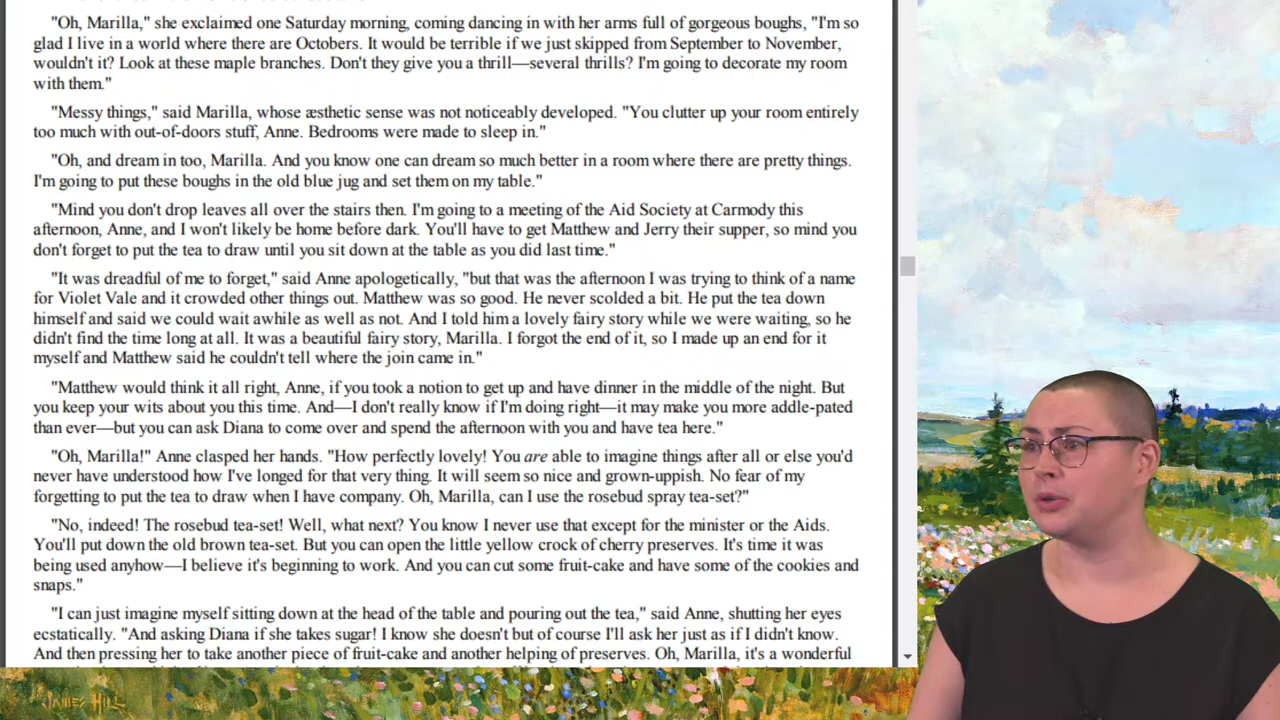 "Oh, Marilla," she exclaimed one Saturday morning, coming dancing in with her arms full of gorgeous boughs, "I'm so
glad I live in a world where there are Octobers. It would be terrible if we just skipped from September to November,
wouldn't it? Look at these maple branches. Don't they give you a thrill—several thrills? I'm going to decorate my room
with them."
"Messy things," said Marilla, whose æsthetic sense was not noticeably developed. "You clutter up your room entirely
too much with out-of-doors stuff, Anne. Bedrooms were made to sleep in."
"Oh, and dream in too, Marilla. And you know one can dream so much better in a room where there are pretty things.
I'm going to put these boughs in the old blue jug and set them on my table."
"Mind you don't drop leaves all over the stairs then. I'm going to a meeting of the Aid Society at Carmody this
afternoon, Anne, and I won't likely be home before dark. You'll have to get Matthew and Jerry their supper, so mind you
don't forget to put the tea to draw until you sit down at the table as you did last time."
"It was dreadful of me to forget," said Anne apologetically, "but that was the afternoon I was trying to think of a name
for Violet Vale and it crowded other things out. Matthew was so good. He never scolded a bit. He put the tea down
himself and said we could wait awhile as well as not. And I told him a lovely fairy story while we were waiting, so he
didn't find the time long at all. It was a beautiful fairy story, Marilla. I forgot the end of it, so I made up an end for it
myself and Matthew said he couldn't tell where the join came in."
"Matthew would think it all right, Anne, if you took a notion to get up and have dinner in the middle of the night. But
you keep your wits about you this time. And—I don't really know if I'm doing right—it may make you more addle-pated
than ever—but you can ask Diana to come over and spend the afternoon with you and have tea here."
"Oh, Marilla!" Anne clasped her hands. "How perfectly lovely! You are able to imagine things after all or else you'd
never have understood how I've longed for that very thing. It will seem so nice and grown-uppish. No fear of my
forgetting to put the tea to draw when I have company. Oh, Marilla, can I use the rosebud spray tea-set?"
"No, indeed! The rosebud tea-set! Well, what next? You know I never use that except for the minister or the Aids.
You'll put down the old brown tea-set. But you can open the little yellow crock of cherry preserves. It's time it was
being used anyhow—I believe it's beginning to work. And you can cut some fruit-cake and have some of the cookies and
snaps."
"I can just imagine myself sitting down at the head of the table and pouring out the tea," said Anne, shutting her eyes
ecstatically. "And asking Diana if she takes sugar! I know she doesn't but of course I'll ask her just as if I didn't know.
And then pressing her to take another piece of fruit-cake and another helping of preserves. Oh, Marilla, it's a wonderful
JAMES HILL